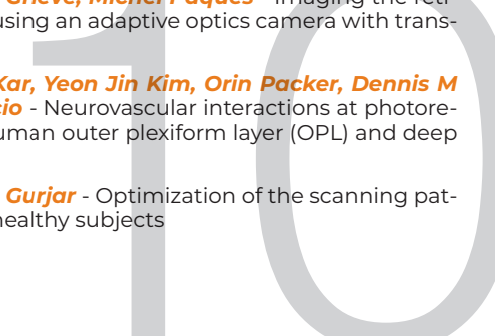 Grieve, Michel Paques - Imaging the reti-
using an adaptive optics camera with trans-
Kar, Yeon Jin Kim, Orin Packer, Dennis M
cio - Neurovascular interactions at photore-
uman outer plexiform layer (OPL) and deep
Gurjar - Optimization of the scanning pat-
healthy subjects
10